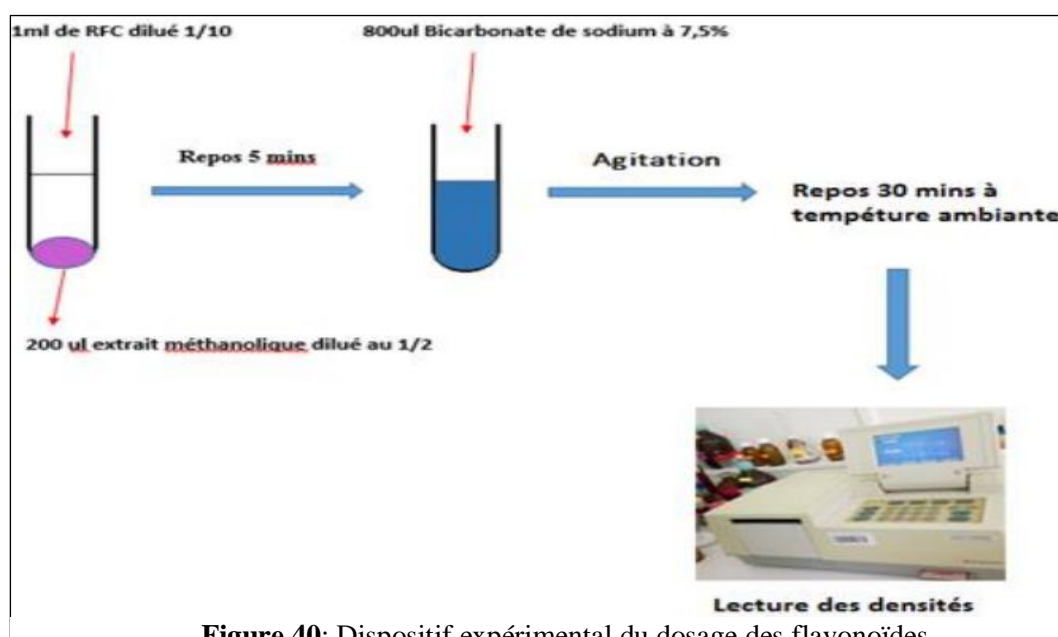 1ml de RFC dilué 1/10
800ul Bicarbonate de sodium à 7,5%
Repos 5 mins
Agitation
Repos 30 mins à
tempéture ambiante
200 ul extrait méthanolique dilué au 1/2
Lecture des densités
Figure 40: Dispositif expérimental du dosage des flavonoïdes